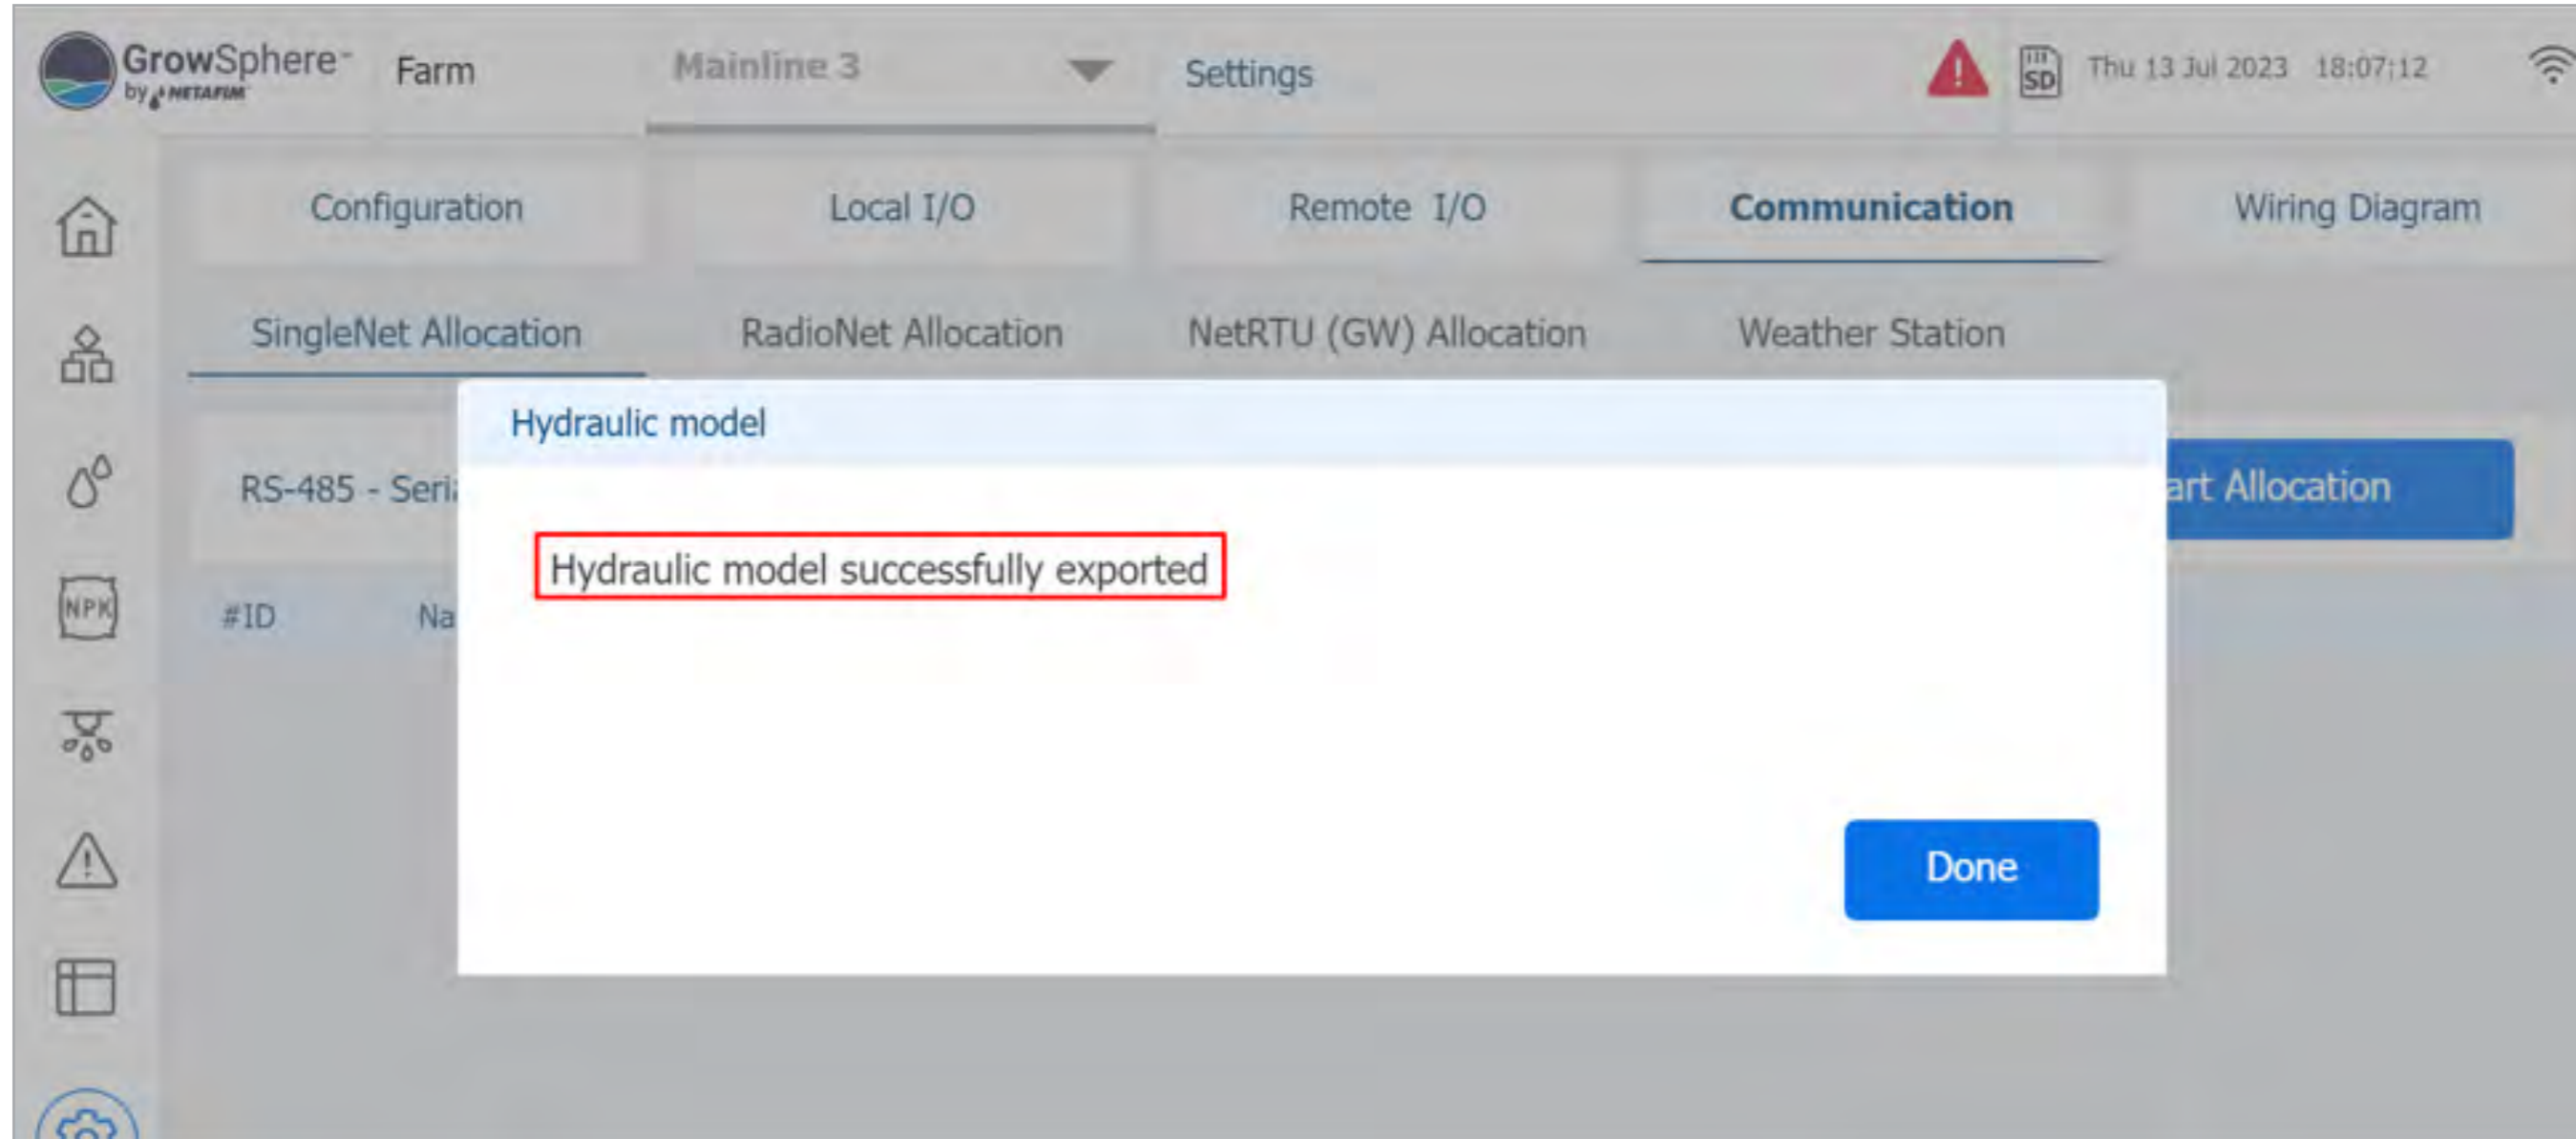 GrowSphere™
by NETAFIM™
Farm
Mainline 3
Settings
SD
Thu 13 Jul 2023 18:07:12
Configuration
Local I/O
Remote I/O
Communication
Wiring Diagram
SingleNet Allocation
RadioNet Allocation
NetRTU (GW) Allocation
Weather Station
Hydraulic model
RS-485 - Seri
art Allocation
Hydraulic model successfully exported
NPK
#ID
Na
Done